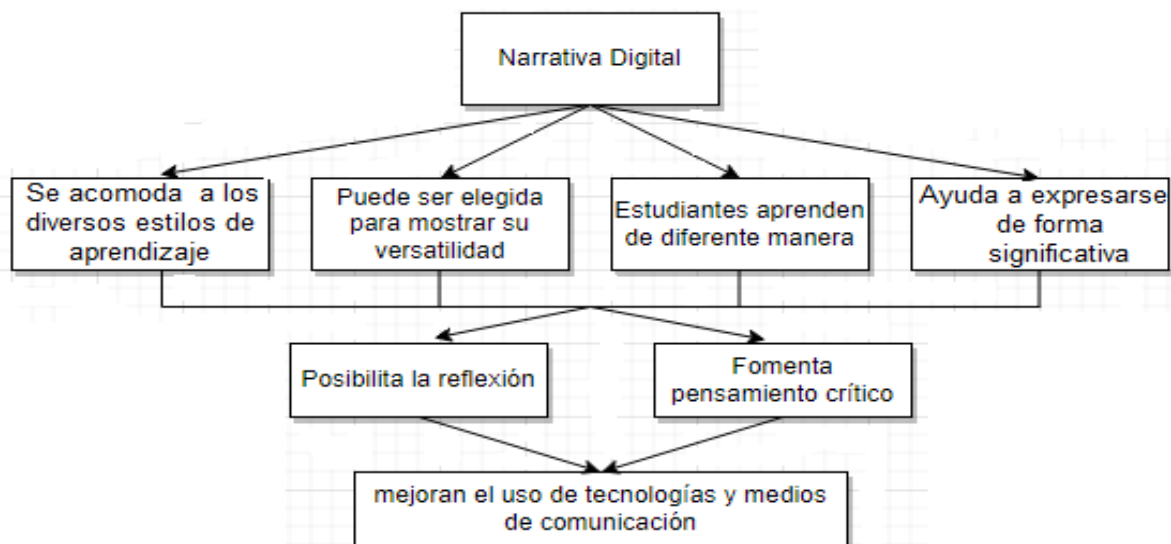 Narrativa Digital
Se acomoda a los
diversos estilos de
aprendizaje
Puede ser elegida
para mostrar su
versatilidad
Estudiantes aprenden
de diferente manera
Ayuda a expresarse
de forma
significativa
Posibilita la reflexión
Fomenta
pensamiento crítico
mejoran el uso de tecnologías y medios
de comunicación